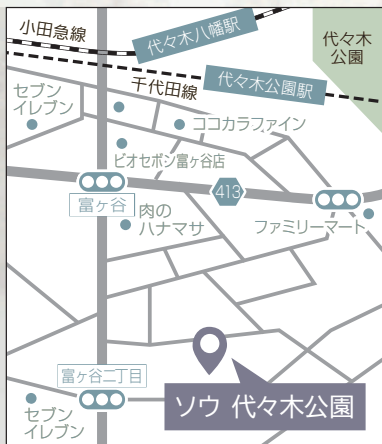 小田急線
代々木八幡駅
代々木
公園
千代田線
代々木公園駅
セブン
イレブン
ココカラファイン
ビオセボン富ヶ谷店
413
富ヶ谷
肉の
ハナマサ
ファミリーマート
富ヶ谷二丁目
ソウ 代々木公園
セブン
イレブン